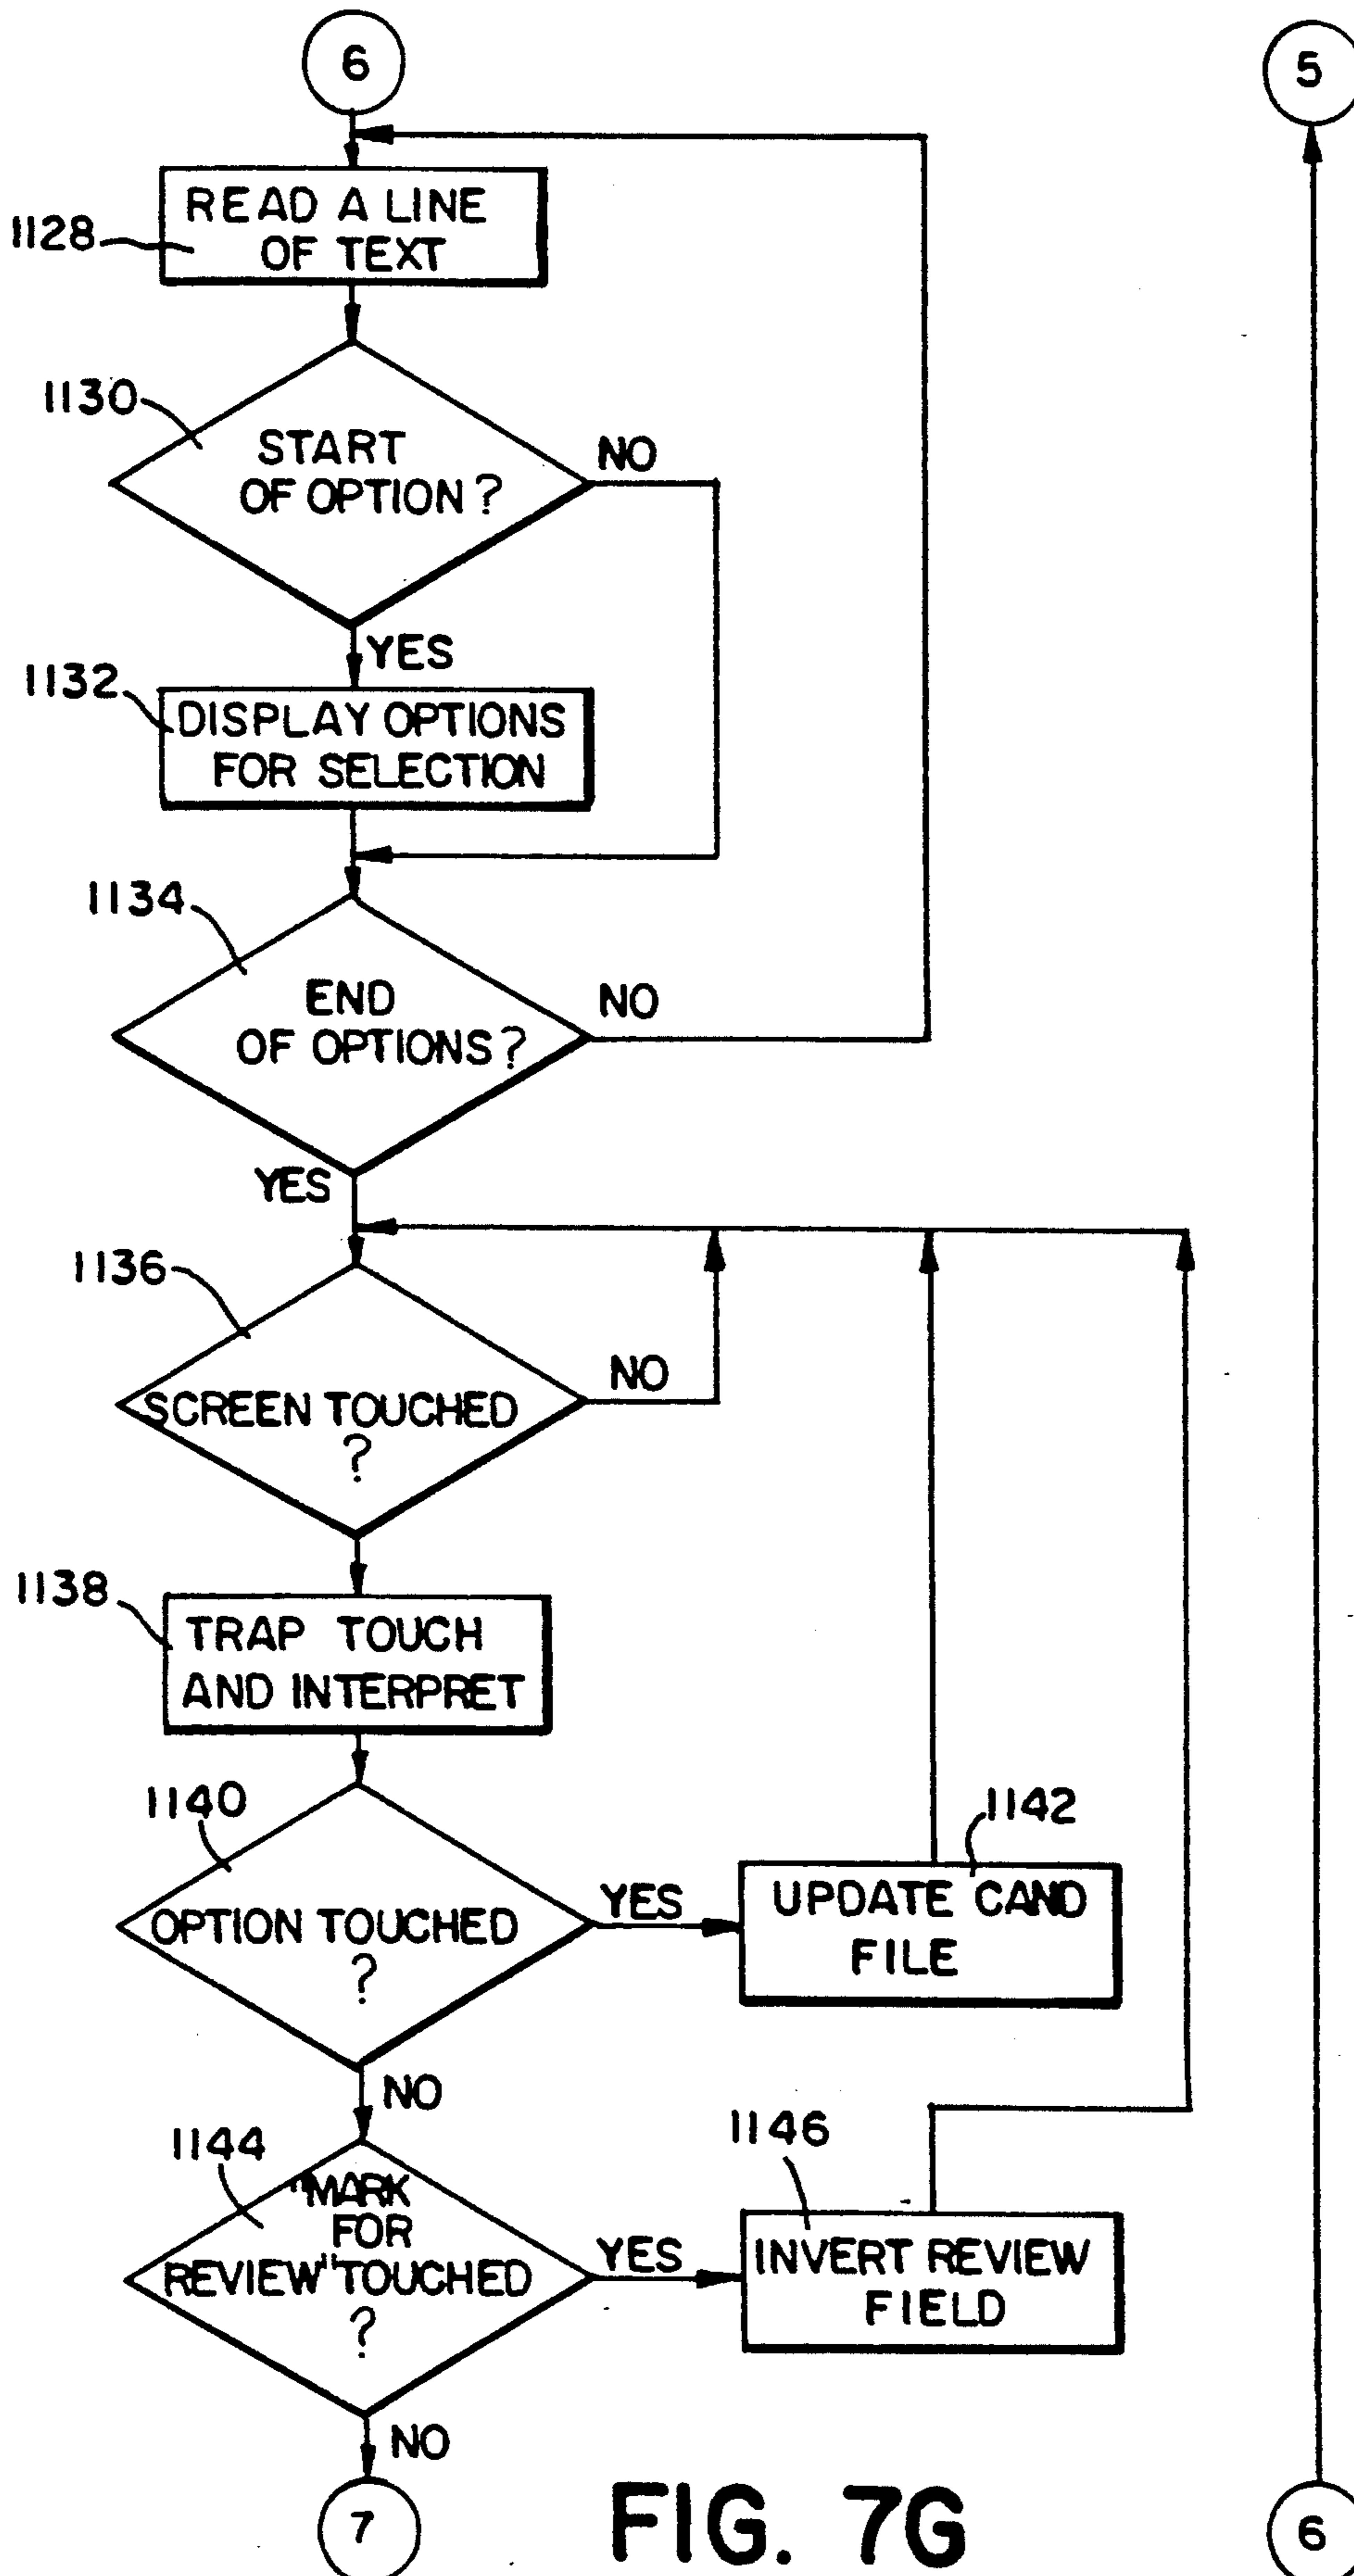 6
5
1128
READ A LINE
OF TEXT
1130
START
OF OPTION?
NO
YES
1132
DISPLAY OPTIONS
FOR SELECTION
1134
END
OF OPTIONS?
NO
YES
1136
SCREEN TOUCHED
?
NO
1138
TRAP TOUCH
AND INTERPRET
1140
OPTION TOUCHED
?
YES
1142
UPDATE CAND
FILE
NO
1144
"MARK
FOR
REVIEW" TOUCHED
?
YES
1146
INVERT REVIEW
FIELD
NO
7
FIG. 7G
6